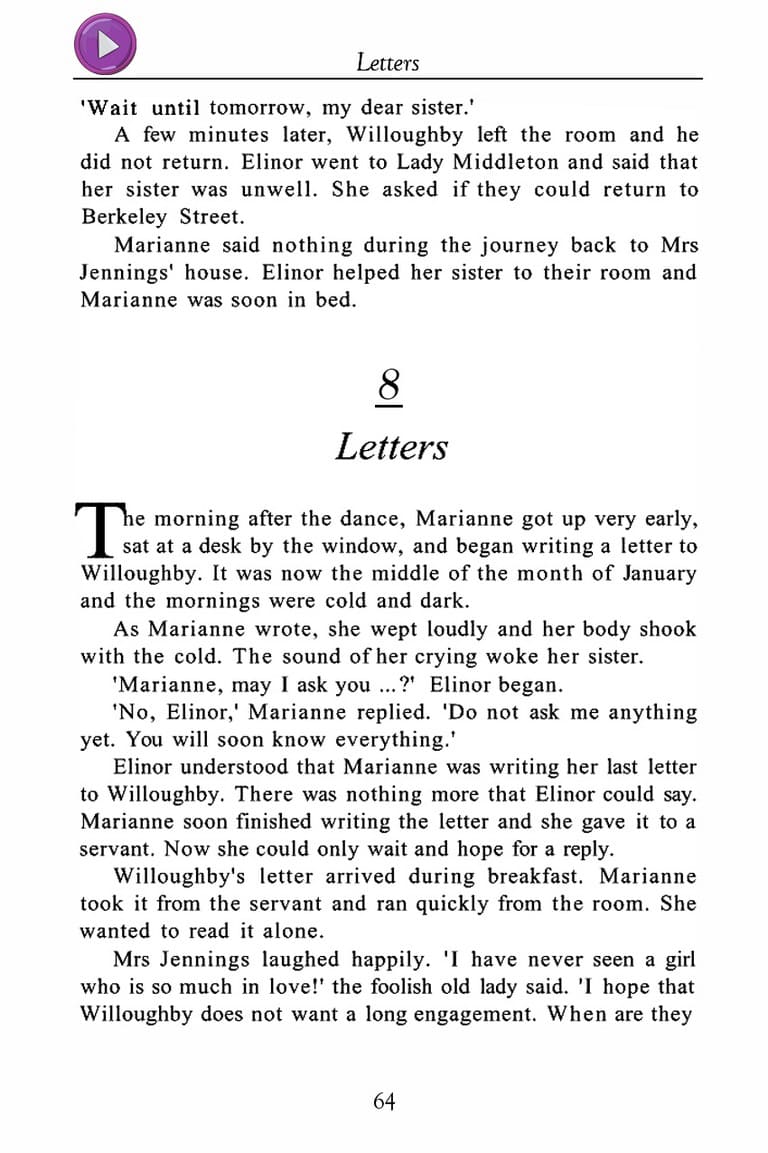 Letters
'Wait until tomorrow, my dear sister.'
A few minutes later, Willoughby left the room and he
did not return. Elinor went to Lady Middleton and said that
her sister was unwell. She asked if they could return to
Berkeley Street.
Marianne said nothing during the journey back to Mrs
Jennings' house. Elinor helped her sister to their room and
Marianne was soon in bed.
8
Letters
The morning after the dance, Marianne got up very early,
sat at a desk by the window, and began writing a letter to
Willoughby. It was now the middle of the month of January
and the mornings were cold and dark.
As Marianne wrote, she wept loudly and her body shook
with the cold. The sound of her crying woke her sister.
'Marianne, may I ask you ...?' Elinor began.
'No, Elinor,' Marianne replied. 'Do not ask me anything
yet. You will soon know everything.'
Elinor understood that Marianne was writing her last letter
to Willoughby. There was nothing more that Elinor could say.
Marianne soon finished writing the letter and she gave it to a
servant. Now she could only wait and hope for a reply.
Willoughby's letter arrived during breakfast. Marianne
took it from the servant and ran quickly from the room. She
wanted to read it alone.
Mrs Jennings laughed happily. 'I have never seen a girl
who is so much in love!' the foolish old lady said. 'I hope that
Willoughby does not want a long engagement. When are they
64